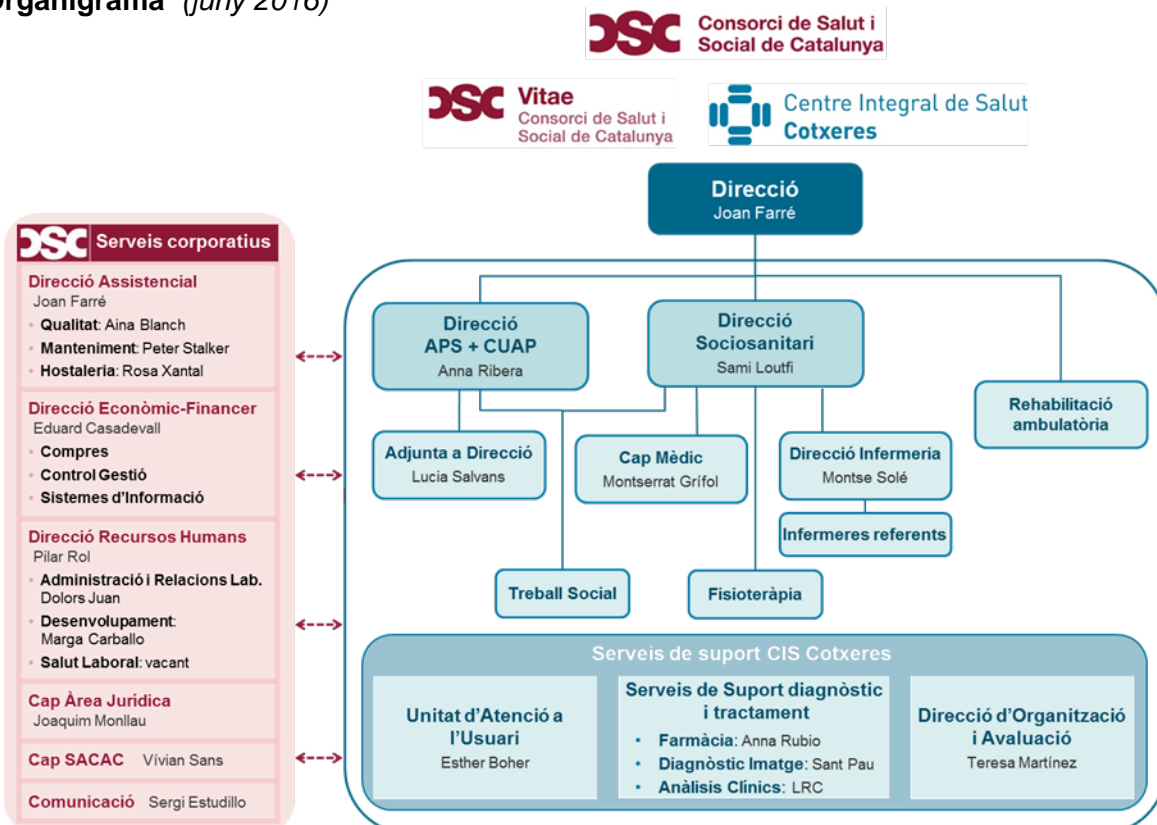 Organigrama (juny 2016)
CSC Consorci de Salut i
Social de Catalunya
CSC Vitae
Consorci de Salut i
Social de Catalunya
Centre Integral de Salut
Cotxeres
Direcció
Joan Farré
CSC Serveis corporatius
Direcció Assistencial
Joan Farré
• Qualitat: Aina Blanch
• Manteniment: Peter Stalker
• Hostaleria: Rosa Xantal
Direcció Econòmic-Financer
Eduard Casadevall
• Compres
• Control Gestió
• Sistemes d'Informació
Direcció Recursos Humans
Pilar Rol
• Administració i Relacions Lab.
Dolors Juan
• Desenvolupament:
Marga Carballo
• Salut Laboral: vacant
Cap Àrea Jurídica
Joaquim Monllau
Cap SACAC Vívian Sans
Comunicació Sergi Estudillo
Direcció
APS + CUAP
Anna Ribera
Direcció
Sociosanitari
Sami Loutfi
Rehabilitació
ambulatòria
Adjunta a Direcció
Lucia Salvans
Cap Mèdic
Montserrat Grífol
Direcció Infermeria
Montse Solé
Infermeres referents
Treball Social
Fisioteràpia
Serveis de suport CIS Cotxeres
Unitat d'Atenció a
l'Usuari
Esther Boher
Serveis de Suport diagnòstic
i tractament
• Farmàcia: Anna Rubio
• Diagnòstic Imatge: Sant Pau
• Anàlisis Clínics: LRC
Direcció d'Organització
i Avaluació
Teresa Martínez